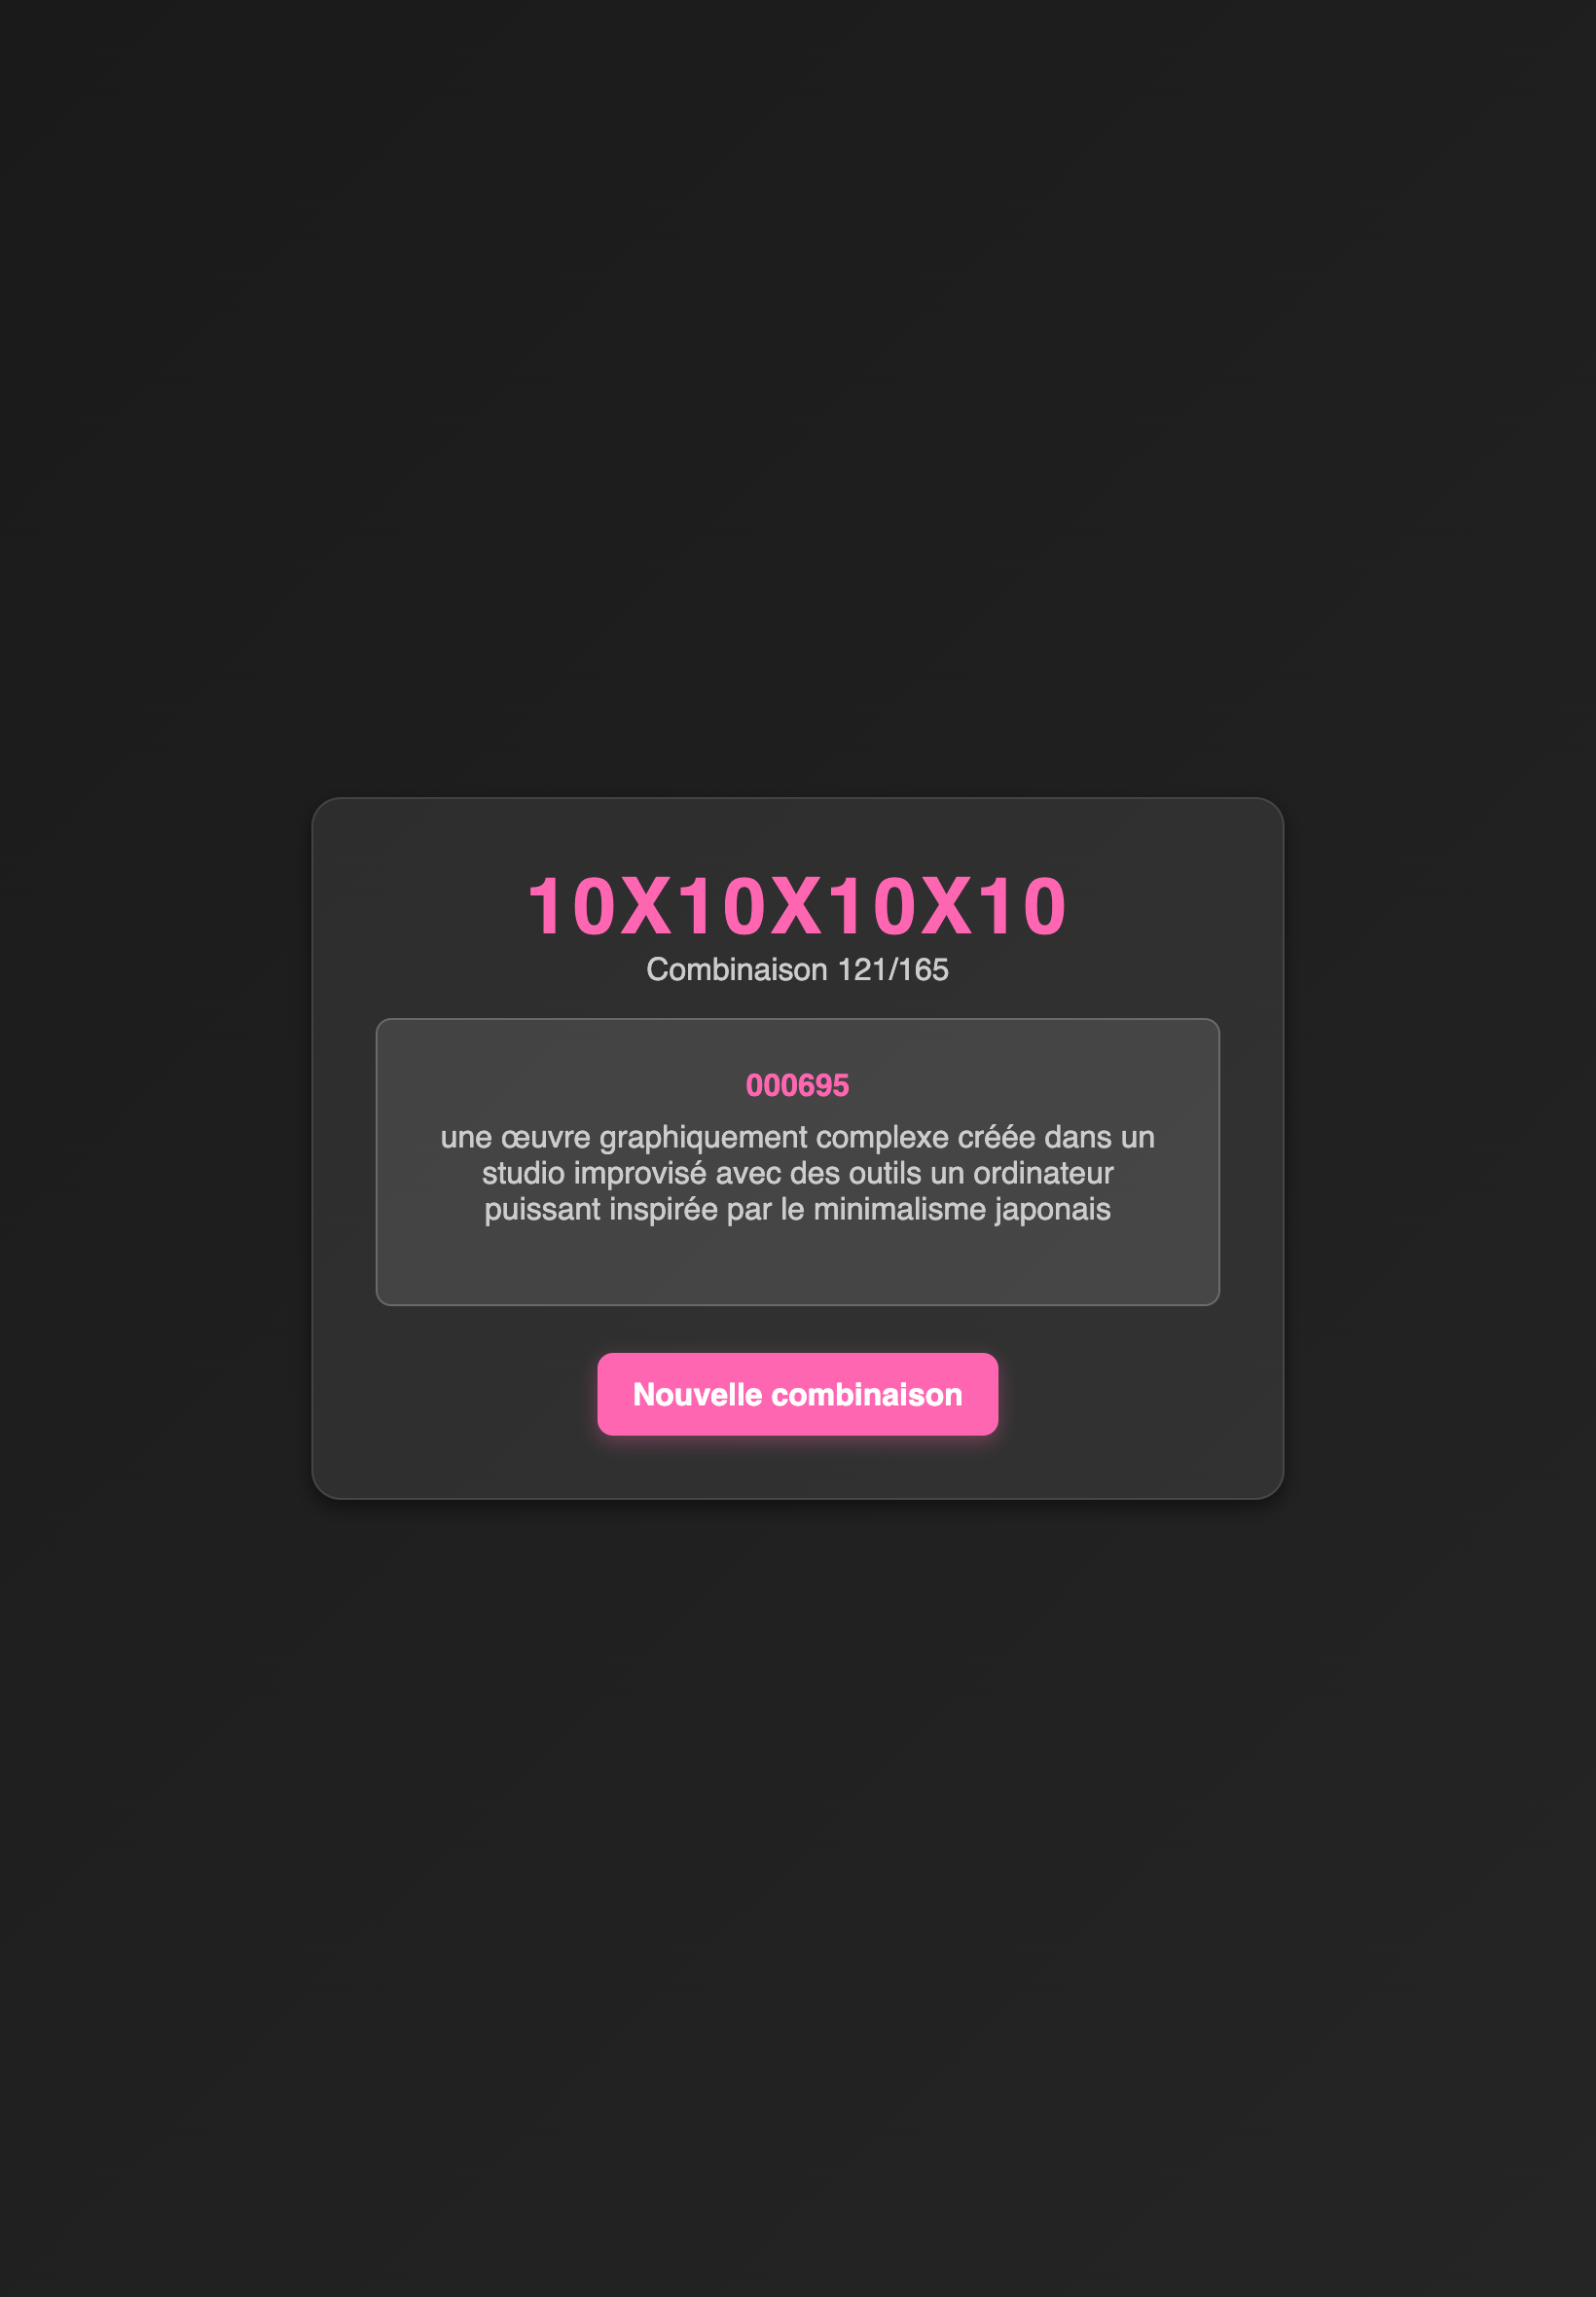 10X10X10X10
Combinaison 121/165
000695
une œuvre graphiquement complexe créée dans un
studio improvisé avec des outils un ordinateur
puissant inspirée par le minimalisme japonais
Nouvelle combinaison